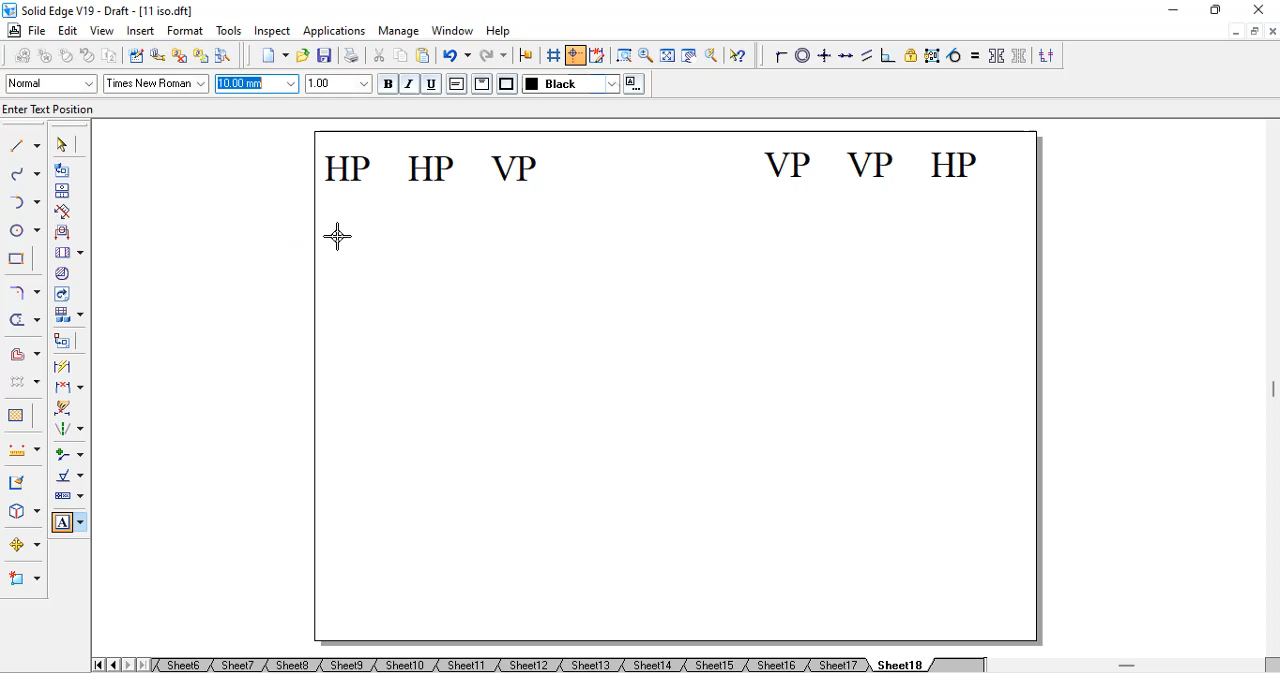 Solid Edge V19 - Draft - [11 iso.dft]
File Edit View Insert Format Tools Inspect Applications Manage Window Help
Normal Times New Roman 10.00 mm 1.00 B I U Black A
Enter Text Position
HP HP VP VP VP HP
A
Sheet6 Sheet7 Sheet8 Sheet9 Sheet10 Sheet11 Sheet12 Sheet13 Sheet14 Sheet15 Sheet16 Sheet17 Sheet18